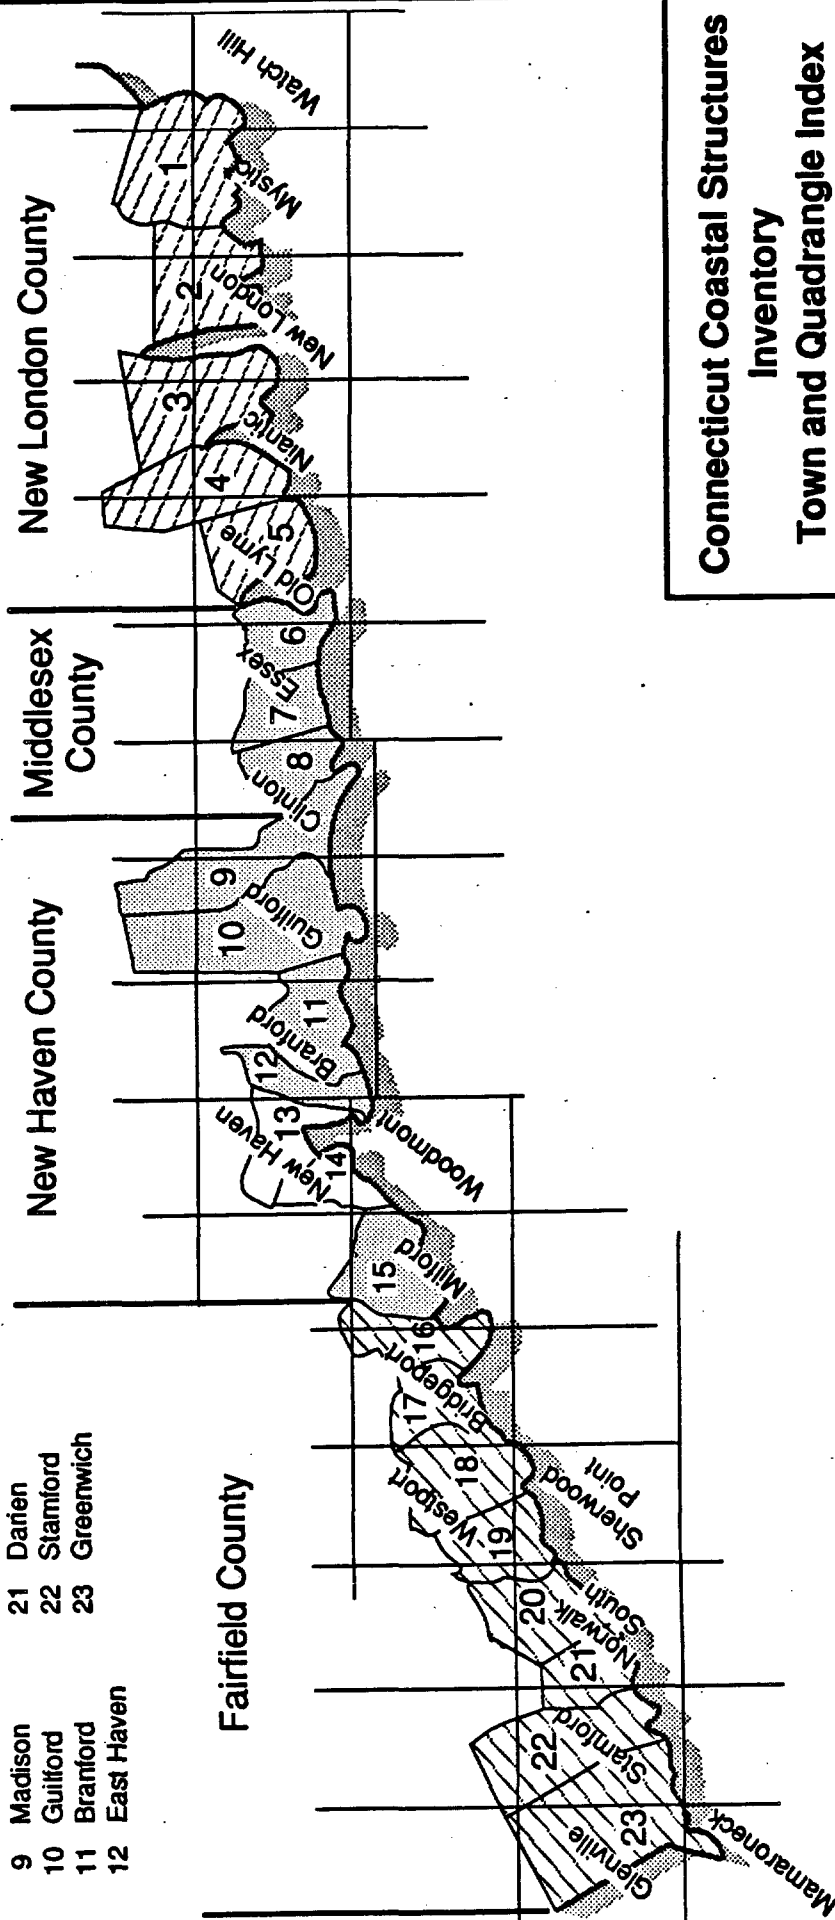 9 Madison
10 Guilford
11 Branford
12 East Haven
21 Darien
22 Stamford
23 Greenwich
Fairfield County
New Haven County
Middlesex
County
New London County
Glenville
Mamaroneck
Stamford
South
Norwalk
Westport
Sherwood
Point
Bridgeport
Milford
Woodmont
New Haven
Branford
Guilford
Clinton
Essex
Old Lyme
Niantic
New London
Mystic
Watch Hill
23
22
21
20
19
18
17
16
15
14
13
12
11
10
9
8
7
6
5
4
3
2
1
Connecticut Coastal Structures
Inventory
Town and Quadrangle Index